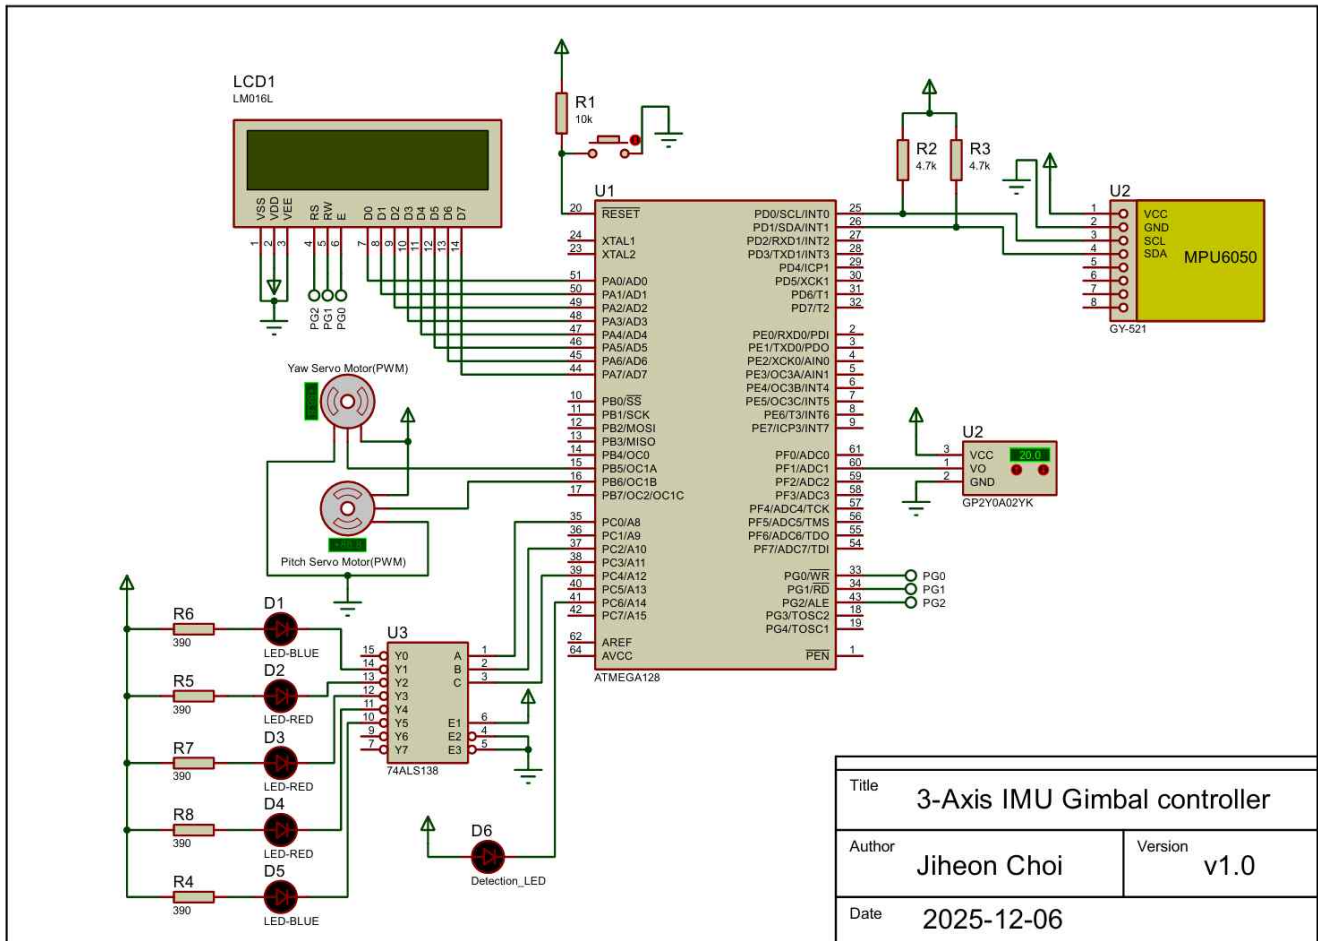 LCD1
LM016L
VSS VDD VEE RS RW E D0 D1 D2 D3 D4 D5 D6 D7
1 2 3 4 5 6 7 8 9 10 11 12 13 14
PG2 PG1 PG0
R1
10k
R2
4.7k
R3
4.7k
U1
20 RESET
24 XTAL1
23 XTAL2
51 PA0/AD0
50 PA1/AD1
49 PA2/AD2
48 PA3/AD3
47 PA4/AD4
46 PA5/AD5
45 PA6/AD6
44 PA7/AD7
10 PB0/SS
11 PB1/SCK
12 PB2/MOSI
13 PB3/MISO
14 PB4/OC0
15 PB5/OC1A
16 PB6/OC1B
17 PB7/OC2/OC1C
35 PC0/A8
36 PC1/A9
37 PC2/A10
38 PC3/A11
39 PC4/A12
40 PC5/A13
41 PC6/A14
42 PC7/A15
62 AREF
64 AVCC
PD0/SCL/INT0 25
PD1/SDA/INT1 26
PD2/RXD1/INT2 27
PD3/TXD1/INT3 28
PD4/ICP1 29
PD5/XCK1 30
PD6/T1 31
PD7/T2 32
PE0/RXD0/PDI 2
PE1/TXD0/PDO 3
PE2/XCK0/AIN0 4
PE3/OC3A/AIN1 5
PE4/OC3B/INT4 6
PE5/OC3C/INT5 7
PE6/T3/INT6 8
PE7/ICP3/INT7 9
PF0/ADC0 61
PF1/ADC1 60
PF2/ADC2 59
PF3/ADC3 58
PF4/ADC4/TCK 57
PF5/ADC5/TMS 56
PF6/ADC6/TDO 55
PF7/ADC7/TDI 54
PG0/WR 33
PG1/RD 34
PG2/ALE 43
PG3/TOSC2 18
PG4/TOSC1 19
PEN 1
ATMEGA128
PG0
PG1
PG2
U2
1 VCC
2 GND
3 SCL
4 SDA
5
6
7
8
MPU6050
GY-521
U2
3 VCC
1 VO
2 GND
20.0
GP2Y0A02YK
Yaw Servo Motor(PWM)
Pitch Servo Motor(PWM)
R6
390
D1
LED-BLUE
R5
390
D2
LED-RED
R7
390
D3
LED-RED
R8
390
D4
LED-RED
R4
390
D5
LED-BLUE
U3
15 Y0
14 Y1
13 Y2
12 Y3
11 Y4
10 Y5
9 Y6
7 Y7
A 1
B 2
C 3
E1 6
E2 4
E3 5
74ALS138
D6
Detection_LED
Title
3-Axis IMU Gimbal controller
Author
Jiheon Choi
Version
v1.0
Date
2025-12-06